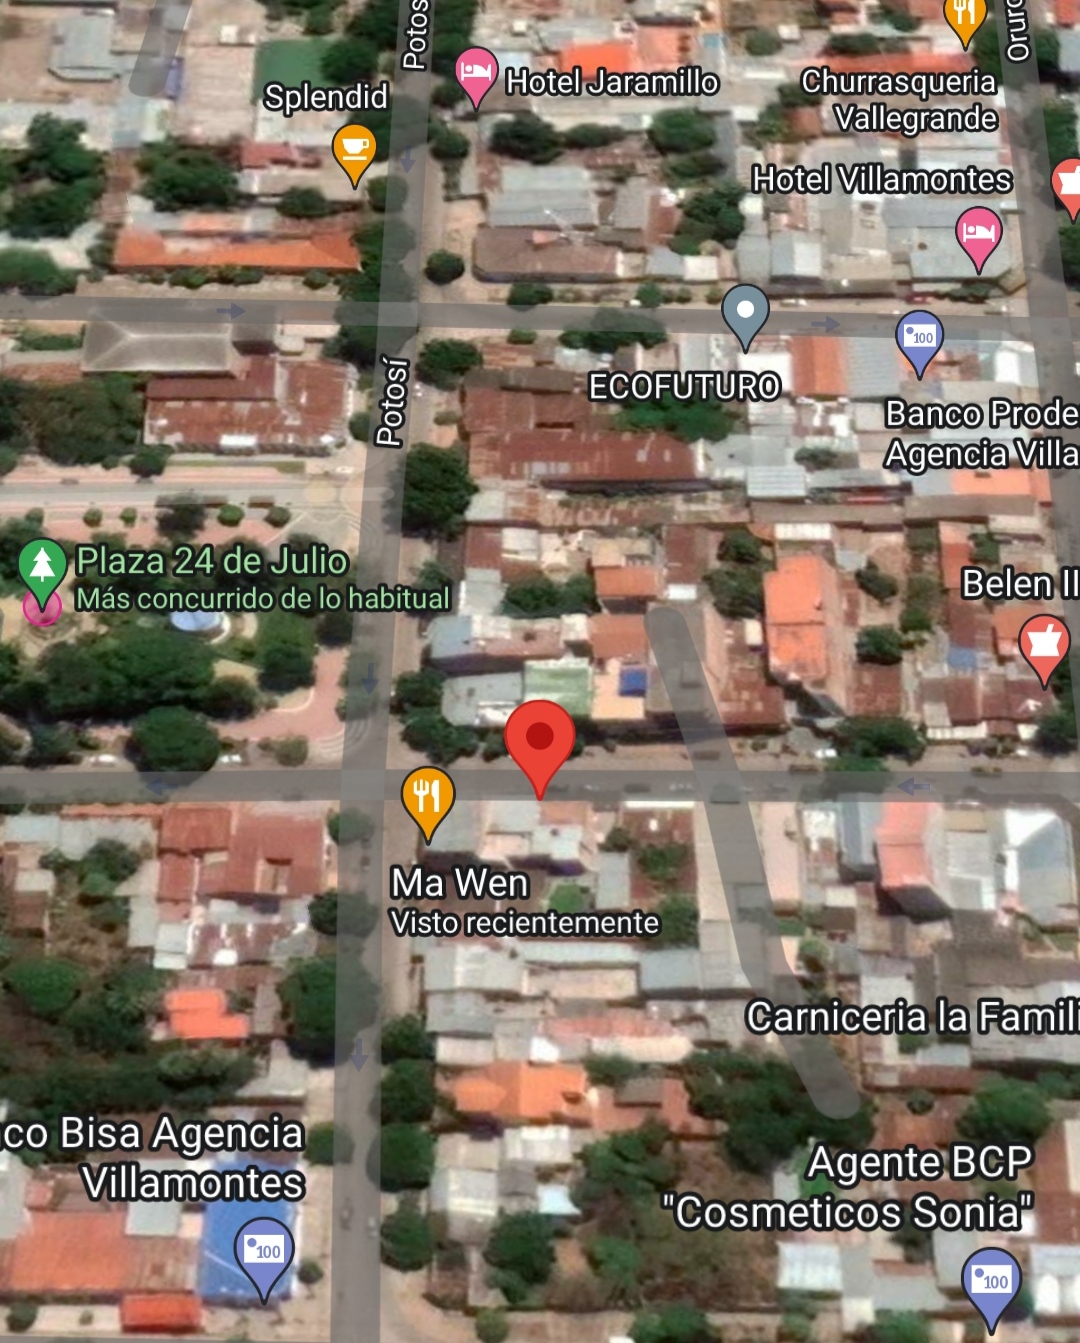 Potos
Oruro
Hotel Jaramillo
Splendid
Churrasqueria
Vallegrande
Hotel Villamontes
100
ECOFUTURO
Potosí
Banco Prode
Agencia Villa
Plaza 24 de Julio
Más concurrido de lo habitual
Belen II
Ma Wen
Visto recientemente
Carniceria la Famili
co Bisa Agencia
Villamontes
Agente BCP
"Cosmeticos Sonia"
100
100